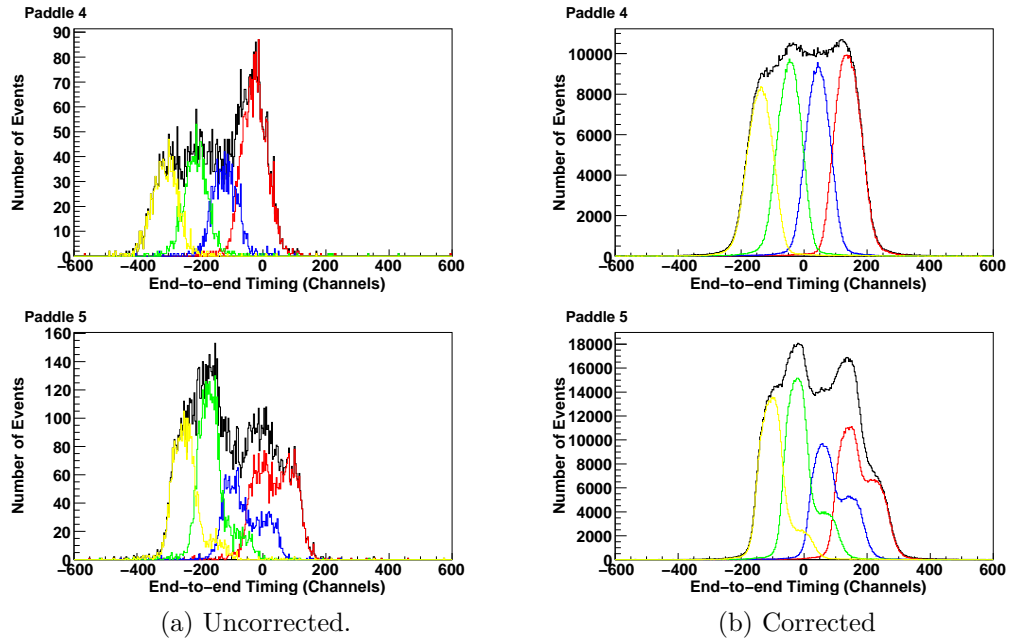 Paddle 4
Number of Events
90
80
70
60
50
40
30
20
10
0
−600 −400 −200 0 200 400 600
End−to−end Timing (Channels)
Paddle 4
Number of Events
10000
8000
6000
4000
2000
0
−600 −400 −200 0 200 400 600
End−to−end Timing (Channels)
Paddle 5
Number of Events
160
140
120
100
80
60
40
20
0
−600 −400 −200 0 200 400 600
End−to−end Timing (Channels)
Paddle 5
Number of Events
18000
16000
14000
12000
10000
8000
6000
4000
2000
0
−600 −400 −200 0 200 400 600
End−to−end Timing (Channels)
(a) Uncorrected.
(b) Corrected